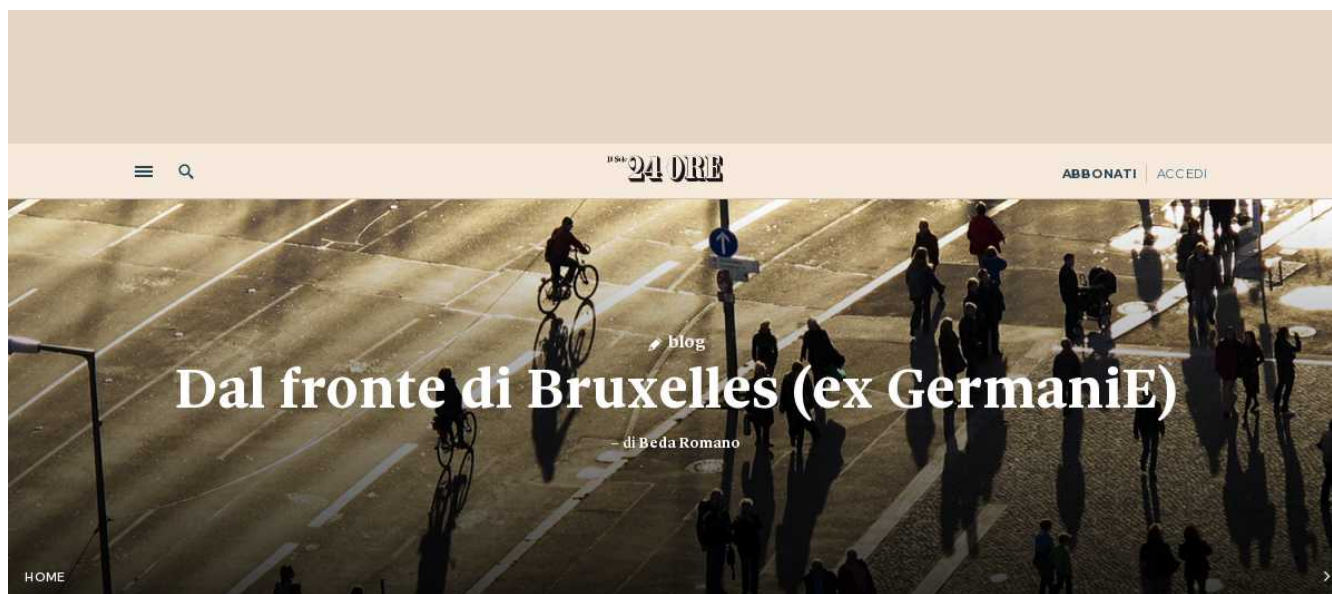 Il Sole 24 ORE
ABBONATI
ACCEDI
blog
Dal fronte di Bruxelles (ex GermaniE)
– di Beda Romano
HOME